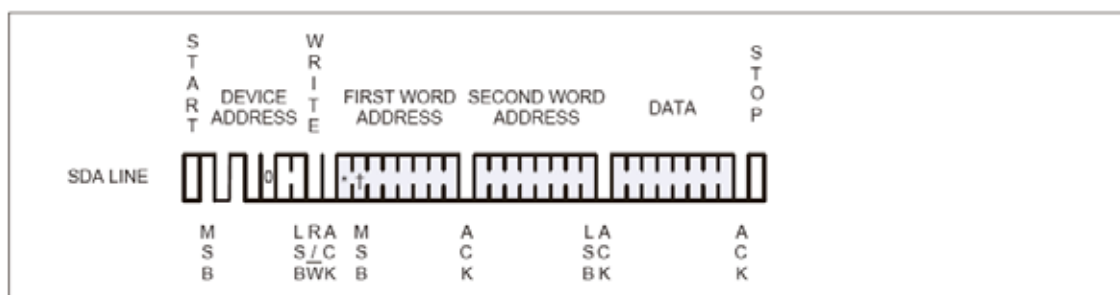 START
WRITE
STOP
DEVICE ADDRESS
FIRST WORD ADDRESS
SECOND WORD ADDRESS
DATA
SDA LINE
0
* †
MSB
LSB
R/W
ACK
MSB
ACK
LSB
ACK
ACK